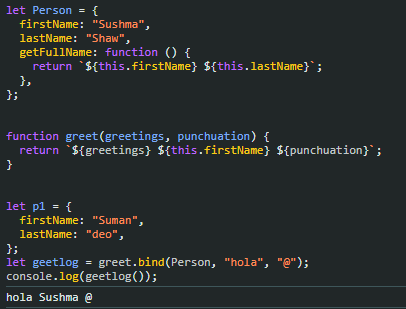 let Person = {
  firstName: "Sushma",
  lastName: "Shaw",
  getFullName: function () {
    return `${this.firstName} ${this.lastName}`;
  },
};
function greet(greetings, punchuation) {
  return `${greetings} ${this.firstName} ${punchuation}`;
}
let p1 = {
  firstName: "Suman",
  lastName: "deo",
};
let geetlog = greet.bind(Person, "hola", "@");
console.log(geetlog());
hola Sushma @